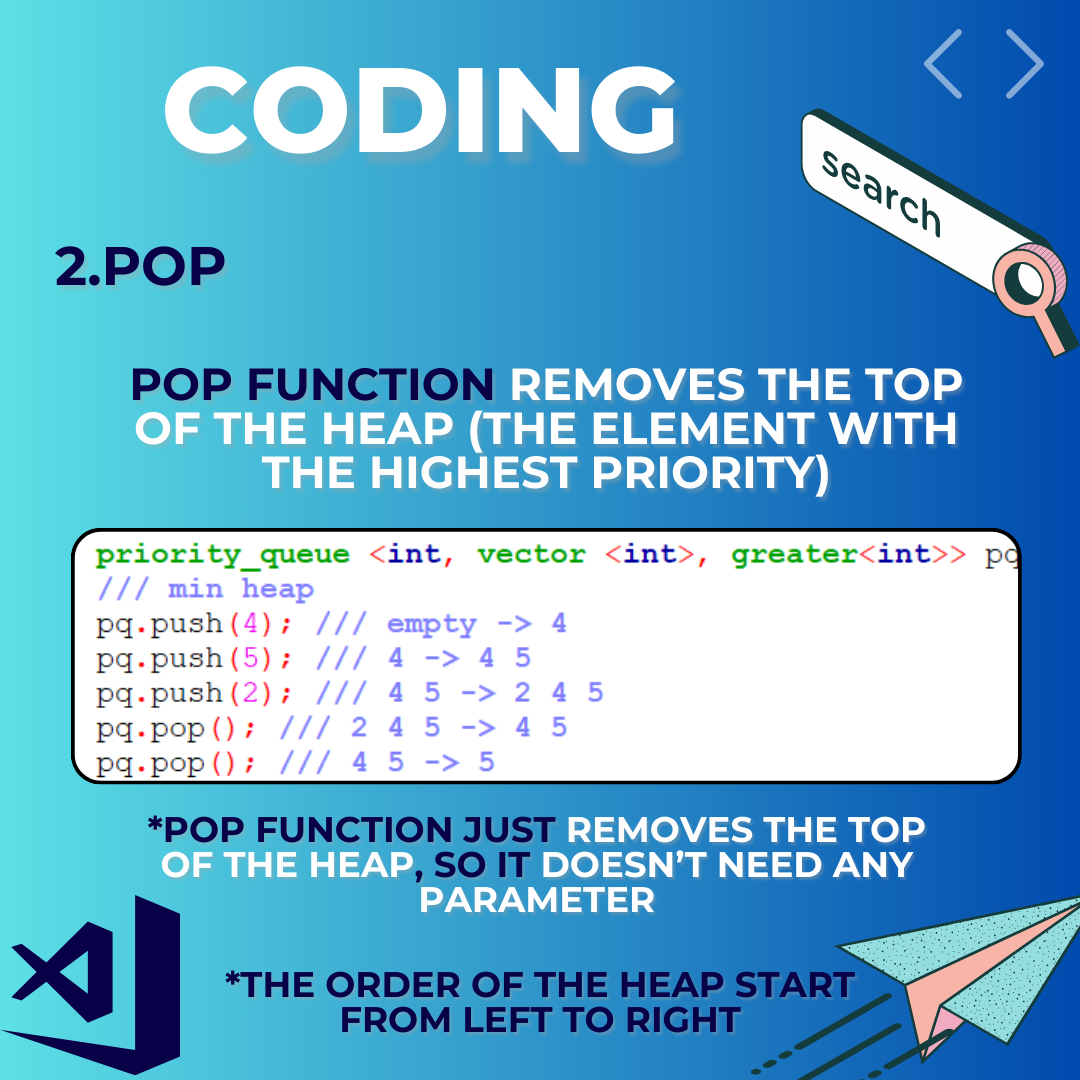 CODING
search
2.POP
POP FUNCTION REMOVES THE TOP
OF THE HEAP (THE ELEMENT WITH
THE HIGHEST PRIORITY)
priority_queue <int, vector <int>, greater<int>> pq
/// min heap
pq.push(4); /// empty -> 4
pq.push(5); /// 4 -> 4 5
pq.push(2); /// 4 5 -> 2 4 5
pq.pop(); /// 2 4 5 -> 4 5
pq.pop(); /// 4 5 -> 5
*POP FUNCTION JUST REMOVES THE TOP
OF THE HEAP, SO IT DOESN’T NEED ANY
PARAMETER
*THE ORDER OF THE HEAP START
FROM LEFT TO RIGHT